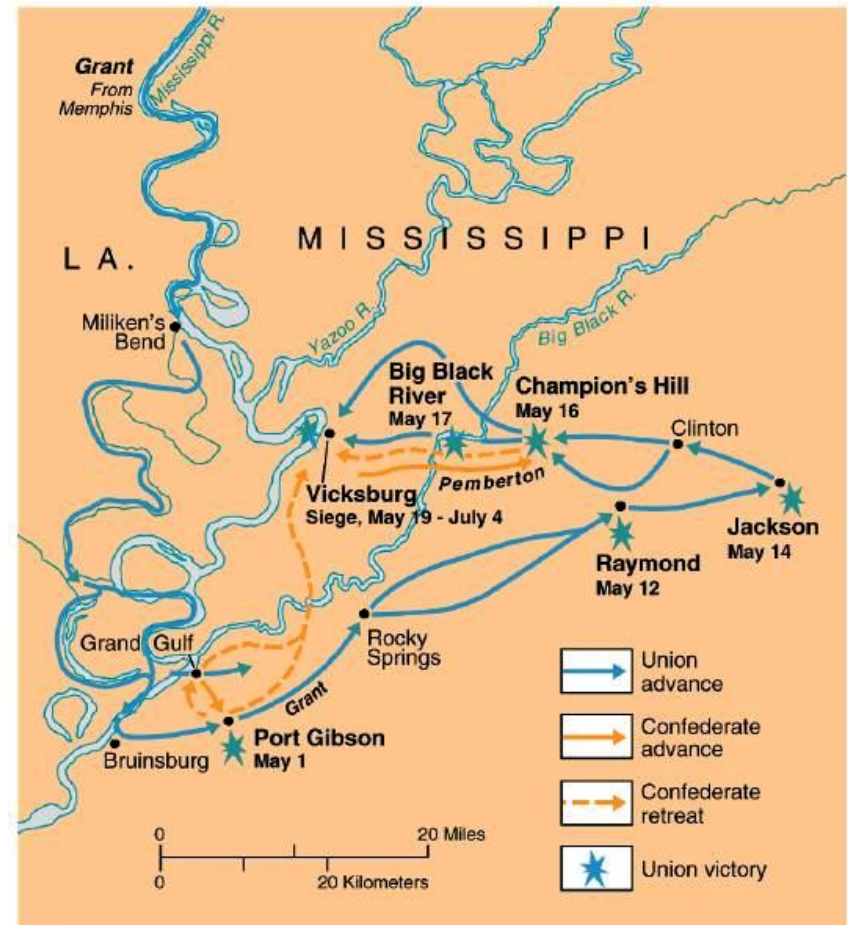 Grant
From
Memphis
Mississippi R.
MISSISSIPPI
LA.
Miliken's
Bend
Yazoo R.
Big Black R.
Big Black
River
May 17
Champion's Hill
May 16
Clinton
Pemberton
Vicksburg
Siege, May 19 - July 4
Jackson
May 14
Raymond
May 12
Grand Gulf
Rocky
Springs
Grant
Port Gibson
May 1
Bruinsburg
Union
advance
Confederate
advance
Confederate
retreat
Union victory
0 20 Miles
0 20 Kilometers